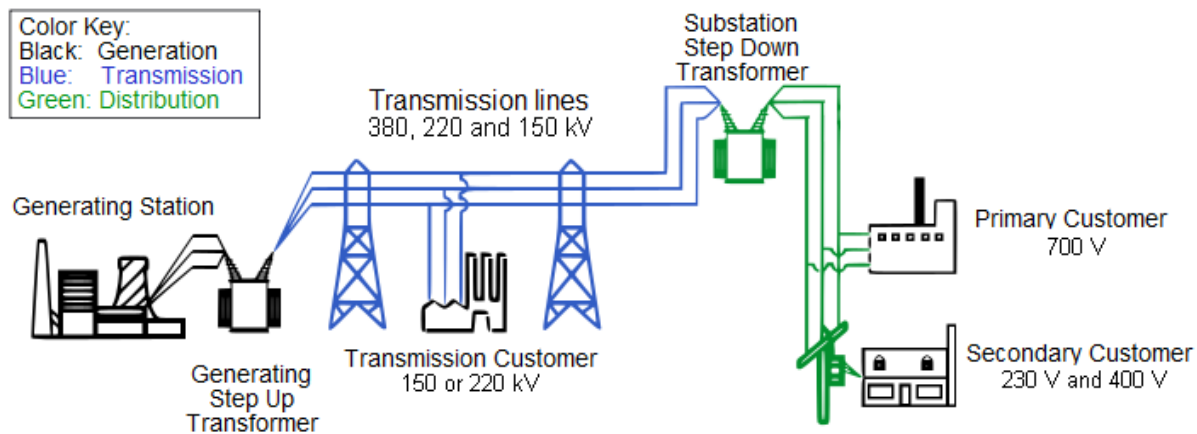 Color Key:
Black: Generation
Blue: Transmission
Green: Distribution
Substation
Step Down
Transformer
Transmission lines
380, 220 and 150 kV
Generating Station
Primary Customer
700 V
Transmission Customer
150 or 220 kV
Secondary Customer
230 V and 400 V
Generating
Step Up
Transformer